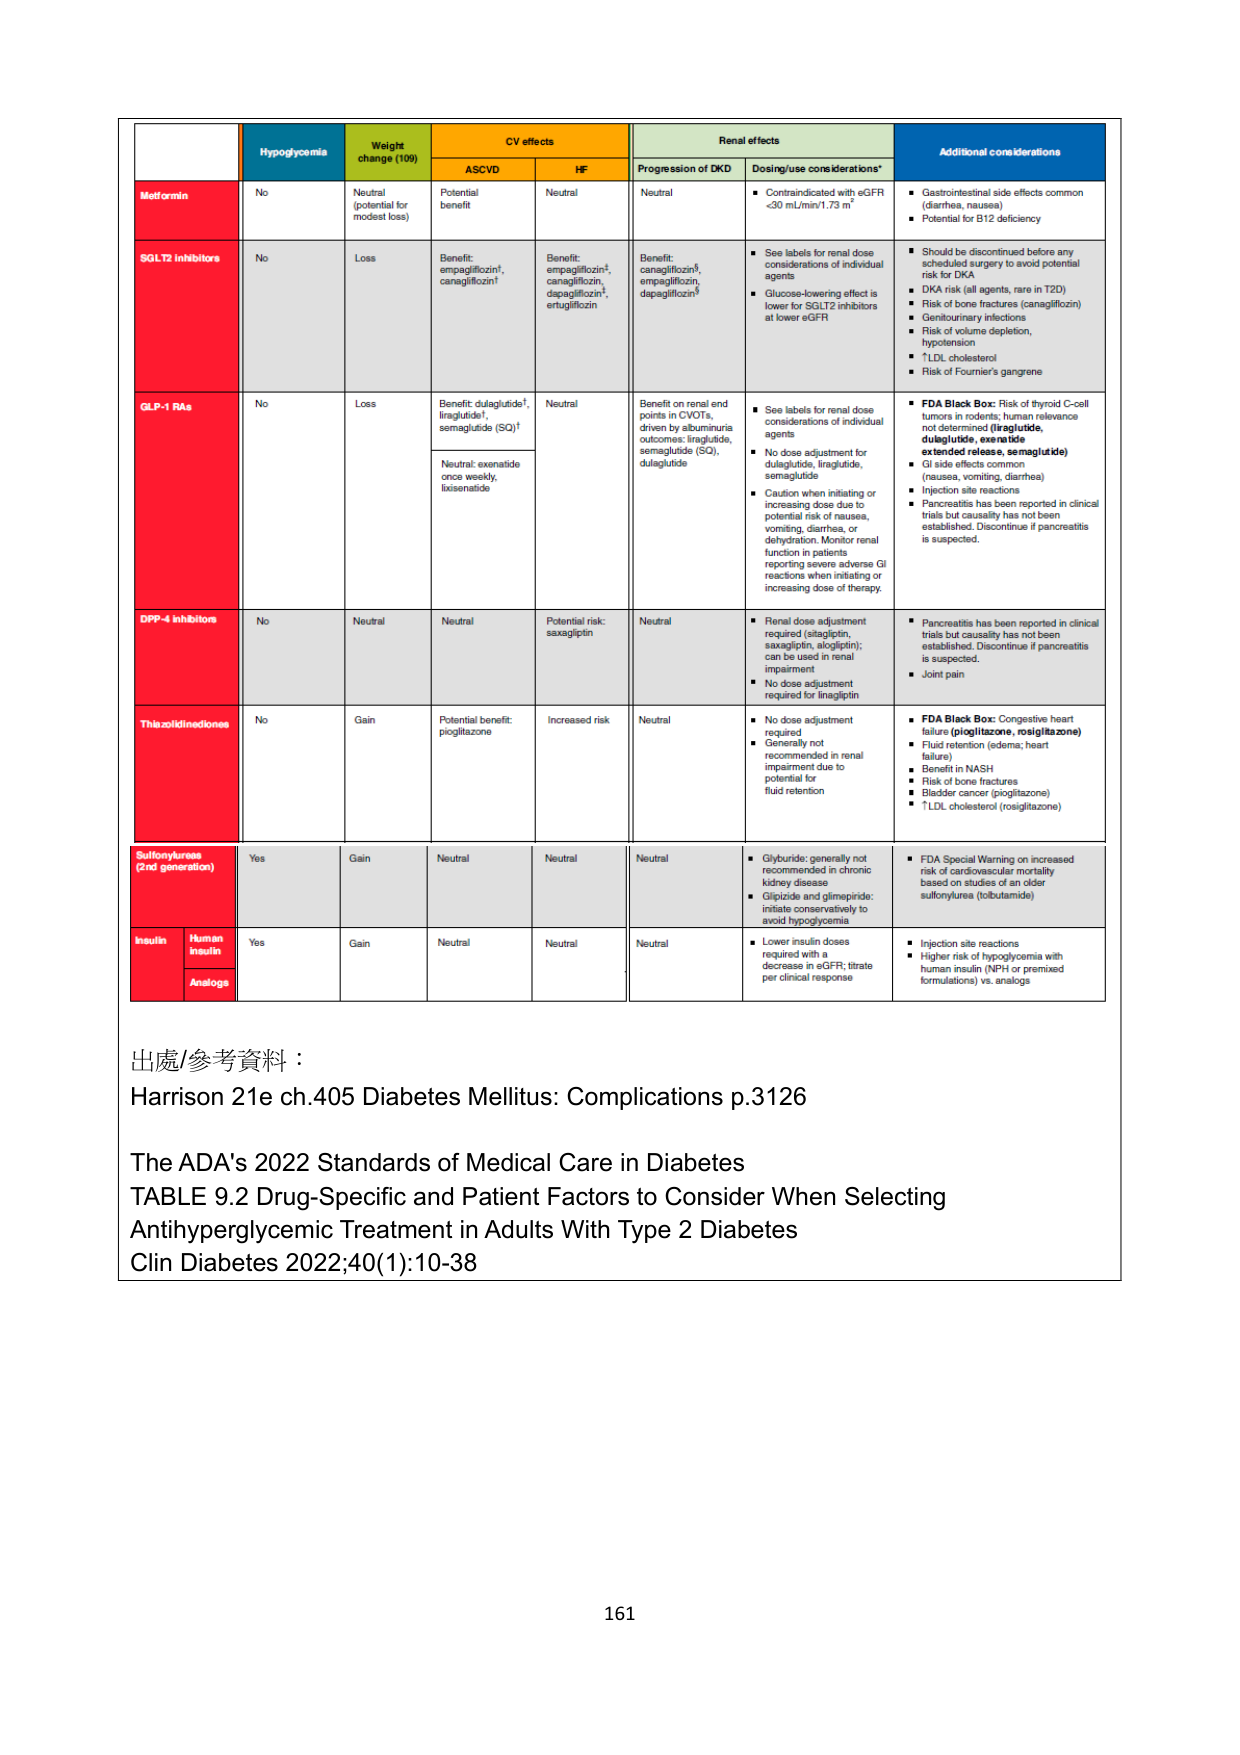 Hypoglycemia
Weight
change (109)
CV effects
ASCVD
HF
Renal effects
Progression of DKD
Dosing/use considerations*
Additional considerations
Metformin
No
Neutral
(potential for
modest loss)
Potential
benefit
Neutral
Neutral
▪ Contraindicated with eGFR
<30 mL/min/1.73 m²
▪ Gastrointestinal side effects common
(diarrhea, nausea)
▪ Potential for B12 deficiency
SGLT2 inhibitors
No
Loss
Benefit:
empagliflozin†,
canagliflozin†
Benefit:
empagliflozin‡,
canagliflozin,
dapagliflozin‡,
ertugliflozin
Benefit:
canagliflozin§,
empagliflozin,
dapagliflozin§
▪ See labels for renal dose
considerations of individual
agents
▪ Glucose-lowering effect is
lower for SGLT2 inhibitors
at lower eGFR
▪ Should be discontinued before any
scheduled surgery to avoid potential
risk for DKA
▪ DKA risk (all agents, rare in T2D)
▪ Risk of bone fractures (canagliflozin)
▪ Genitourinary infections
▪ Risk of volume depletion,
hypotension
▪ ↑LDL cholesterol
▪ Risk of Fournier's gangrene
GLP-1 RAs
No
Loss
Benefit: dulaglutide†,
liraglutide†,
semaglutide (SQ)†
Neutral: exenatide
once weekly,
lixisenatide
Neutral
Benefit on renal end
points in CVOTs,
driven by albuminuria
outcomes: liraglutide,
semaglutide (SQ),
dulaglutide
▪ See labels for renal dose
considerations of individual
agents
▪ No dose adjustment for
dulaglutide, liraglutide,
semaglutide
▪ Caution when initiating or
increasing dose due to
potential risk of nausea,
vomiting, diarrhea, or
dehydration. Monitor renal
function in patients
reporting severe adverse GI
reactions when initiating or
increasing dose of therapy.
▪ FDA Black Box: Risk of thyroid C-cell
tumors in rodents; human relevance
not determined (liraglutide,
dulaglutide, exenatide
extended release, semaglutide)
▪ GI side effects common
(nausea, vomiting, diarrhea)
▪ Injection site reactions
▪ Pancreatitis has been reported in clinical
trials but causality has not been
established. Discontinue if pancreatitis
is suspected.
DPP-4 inhibitors
No
Neutral
Neutral
Potential risk:
saxagliptin
Neutral
▪ Renal dose adjustment
required (sitagliptin,
saxagliptin, alogliptin);
can be used in renal
impairment
▪ No dose adjustment
required for linagliptin
▪ Pancreatitis has been reported in clinical
trials but causality has not been
established. Discontinue if pancreatitis
is suspected.
▪ Joint pain
Thiazolidinediones
No
Gain
Potential benefit:
pioglitazone
Increased risk
Neutral
▪ No dose adjustment
required
▪ Generally not
recommended in renal
impairment due to
potential for
fluid retention
▪ FDA Black Box: Congestive heart
failure (pioglitazone, rosiglitazone)
▪ Fluid retention (edema; heart
failure)
▪ Benefit in NASH
▪ Risk of bone fractures
▪ Bladder cancer (pioglitazone)
▪ ↑LDL cholesterol (rosiglitazone)
Sulfonylureas
(2nd generation)
Yes
Gain
Neutral
Neutral
Neutral
▪ Glyburide: generally not
recommended in chronic
kidney disease
▪ Glipizide and glimepiride:
initiate conservatively to
avoid hypoglycemia
▪ FDA Special Warning on increased
risk of cardiovascular mortality
based on studies of an older
sulfonylurea (tolbutamide)
Insulin
Human
insulin
Analogs
Yes
Gain
Neutral
Neutral
Neutral
▪ Lower insulin doses
required with a
decrease in eGFR; titrate
per clinical response
▪ Injection site reactions
▪ Higher risk of hypoglycemia with
human insulin (NPH or premixed
formulations) vs. analogs
出處/參考資料：
Harrison 21e ch.405 Diabetes Mellitus: Complications p.3126
The ADA's 2022 Standards of Medical Care in Diabetes
TABLE 9.2 Drug-Specific and Patient Factors to Consider When Selecting
Antihyperglycemic Treatment in Adults With Type 2 Diabetes
Clin Diabetes 2022;40(1):10-38
161